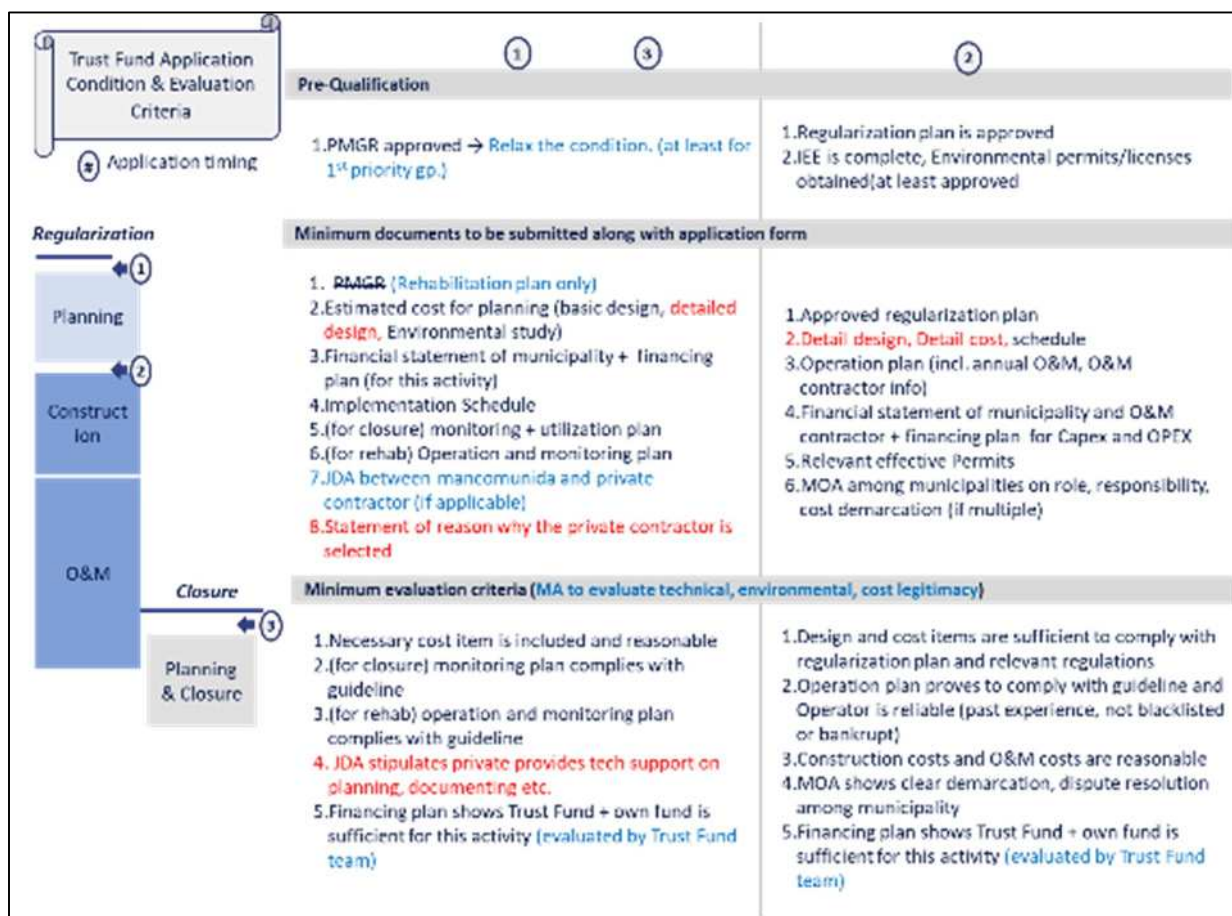 Trust Fund Application
Condition & Evaluation
Criteria
# Application timing
1
3
2
Pre-Qualification
1.PMGR approved → Relax the condition. (at least for
1st priority gp.)
1.Regularization plan is approved
2.IEE is complete, Environmental permits/licenses
obtained(at least approved
Regularization
1
Planning
2
Construct
ion
O&M
Closure
3
Planning
& Closure
Minimum documents to be submitted along with application form
1. PMGR (Rehabilitation plan only)
2.Estimated cost for planning (basic design, detailed
design, Environmental study)
3.Financial statement of municipality + financing
plan (for this activity)
4.Implementation Schedule
5.(for closure) monitoring + utilization plan
6.(for rehab) Operation and monitoring plan
7.JDA between mancomunida and private
contractor (if applicable)
8.Statement of reason why the private contractor is
selected
1.Approved regularization plan
2.Detail design, Detail cost, schedule
3.Operation plan (incl. annual O&M, O&M
contractor info)
4.Financial statement of municipality and O&M
contractor + financing plan for Capex and OPEX
5.Relevant effective Permits
6.MOA among municipalities on role, responsibility,
cost demarcation (if multiple)
Minimum evaluation criteria (MA to evaluate technical, environmental, cost legitimacy)
1.Necessary cost item is included and reasonable
2.(for closure) monitoring plan complies with
guideline
3.(for rehab) operation and monitoring plan
complies with guideline
4. JDA stipulates private provides tech support on
planning, documenting etc.
5.Financing plan shows Trust Fund + own fund is
sufficient for this activity (evaluated by Trust Fund
team)
1.Design and cost items are sufficient to comply with
regularization plan and relevant regulations
2.Operation plan proves to comply with guideline and
Operator is reliable (past experience, not blacklisted
or bankrupt)
3.Construction costs and O&M costs are reasonable
4.MOA shows clear demarcation, dispute resolution
among municipality
5.Financing plan shows Trust Fund + own fund is
sufficient for this activity (evaluated by Trust Fund
team)